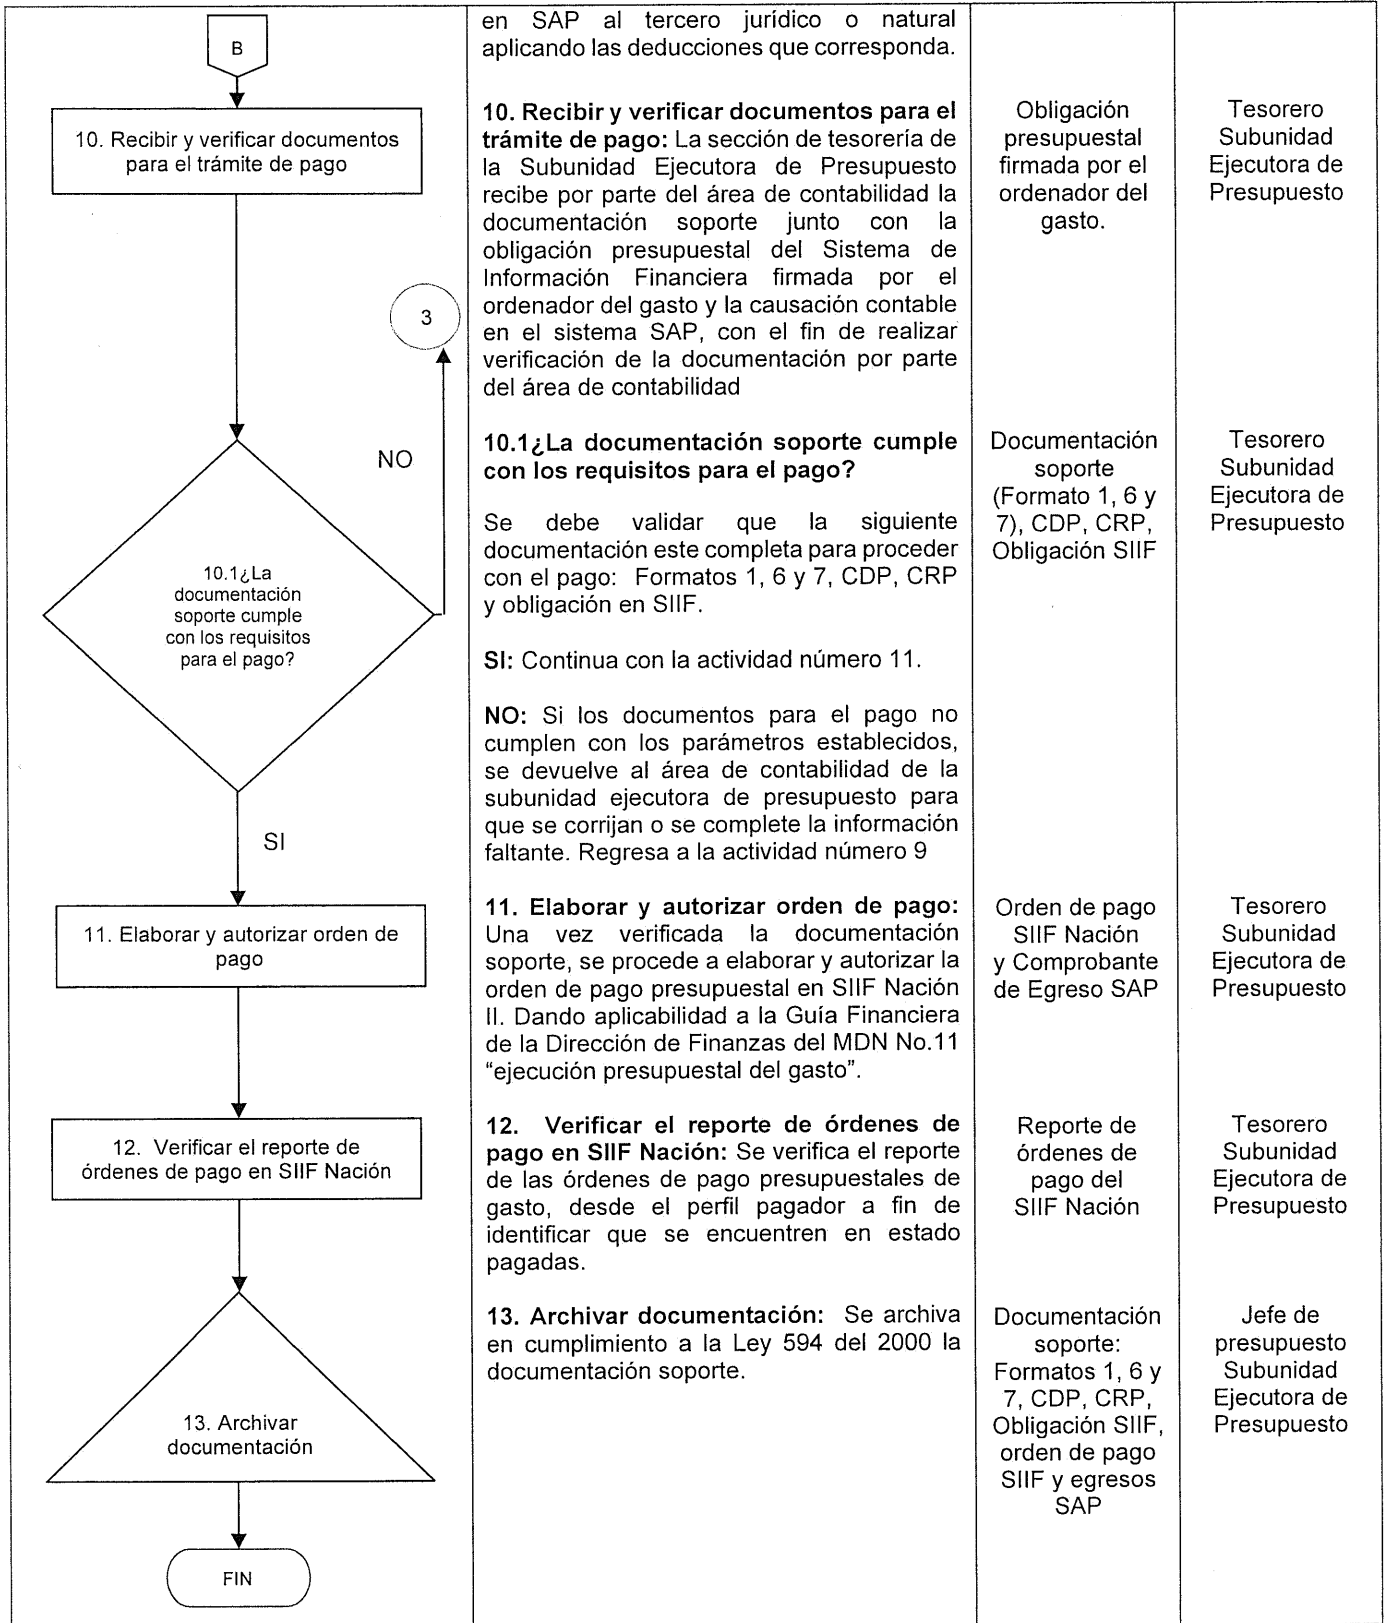 B
10. Recibir y verificar documentos
para el trámite de pago
3
NO
10.1¿La
documentación
soporte cumple
con los requisitos
para el pago?
SI
11. Elaborar y autorizar orden de
pago
12. Verificar el reporte de
órdenes de pago en SIIF Nación
13. Archivar
documentación
FIN
en SAP al tercero jurídico o natural
aplicando las deducciones que corresponda.
10. Recibir y verificar documentos para el
trámite de pago: La sección de tesorería de
la Subunidad Ejecutora de Presupuesto
recibe por parte del área de contabilidad la
documentación soporte junto con la
obligación presupuestal del Sistema de
Información Financiera firmada por el
ordenador del gasto y la causación contable
en el sistema SAP, con el fin de realizar
verificación de la documentación por parte
del área de contabilidad
Obligación
presupuestal
firmada por el
ordenador del
gasto.
Tesorero
Subunidad
Ejecutora de
Presupuesto
10.1¿La documentación soporte cumple
con los requisitos para el pago?
Se debe validar que la siguiente
documentación este completa para proceder
con el pago: Formatos 1, 6 y 7, CDP, CRP
y obligación en SIIF.
SI: Continua con la actividad número 11.
NO: Si los documentos para el pago no
cumplen con los parámetros establecidos,
se devuelve al área de contabilidad de la
subunidad ejecutora de presupuesto para
que se corrijan o se complete la información
faltante. Regresa a la actividad número 9
Documentación
soporte
(Formato 1, 6 y
7), CDP, CRP,
Obligación SIIF
Tesorero
Subunidad
Ejecutora de
Presupuesto
11. Elaborar y autorizar orden de pago:
Una vez verificada la documentación
soporte, se procede a elaborar y autorizar la
orden de pago presupuestal en SIIF Nación
II. Dando aplicabilidad a la Guía Financiera
de la Dirección de Finanzas del MDN No.11
“ejecución presupuestal del gasto”.
Orden de pago
SIIF Nación
y Comprobante
de Egreso SAP
Tesorero
Subunidad
Ejecutora de
Presupuesto
12. Verificar el reporte de órdenes de
pago en SIIF Nación: Se verifica el reporte
de las órdenes de pago presupuestales de
gasto, desde el perfil pagador a fin de
identificar que se encuentren en estado
pagadas.
Reporte de
órdenes de
pago del
SIIF Nación
Tesorero
Subunidad
Ejecutora de
Presupuesto
13. Archivar documentación: Se archiva
en cumplimiento a la Ley 594 del 2000 la
documentación soporte.
Documentación
soporte:
Formatos 1, 6 y
7, CDP, CRP,
Obligación SIIF,
orden de pago
SIIF y egresos
SAP
Jefe de
presupuesto
Subunidad
Ejecutora de
Presupuesto